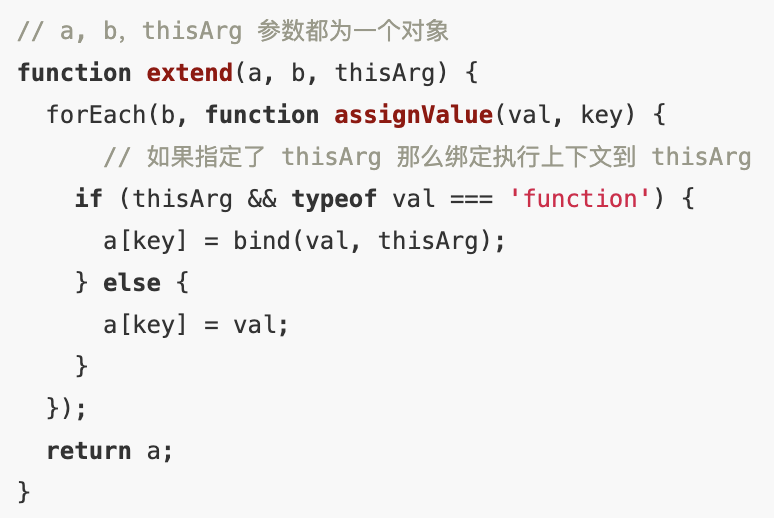 // a, b, thisArg 参数都为一个对象
function extend(a, b, thisArg) {
  forEach(b, function assignValue(val, key) {
      // 如果指定了 thisArg 那么绑定执行上下文到 thisArg
    if (thisArg && typeof val === 'function') {
      a[key] = bind(val, thisArg);
    } else {
      a[key] = val;
    }
  });
  return a;
}